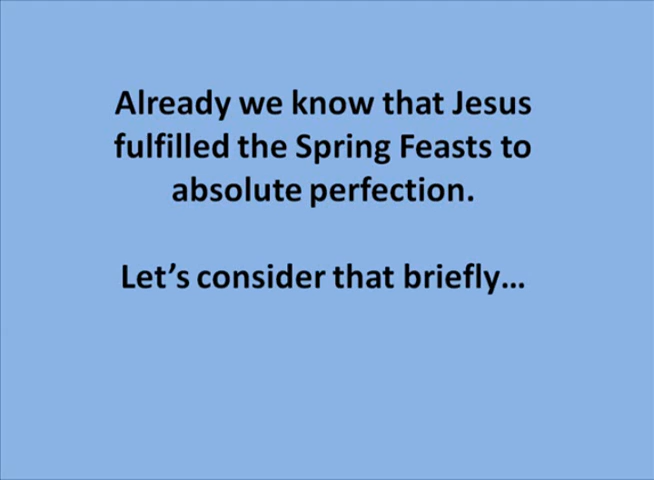 Already we know that Jesus
fulfilled the Spring Feasts to
absolute perfection.
Let’s consider that briefly…